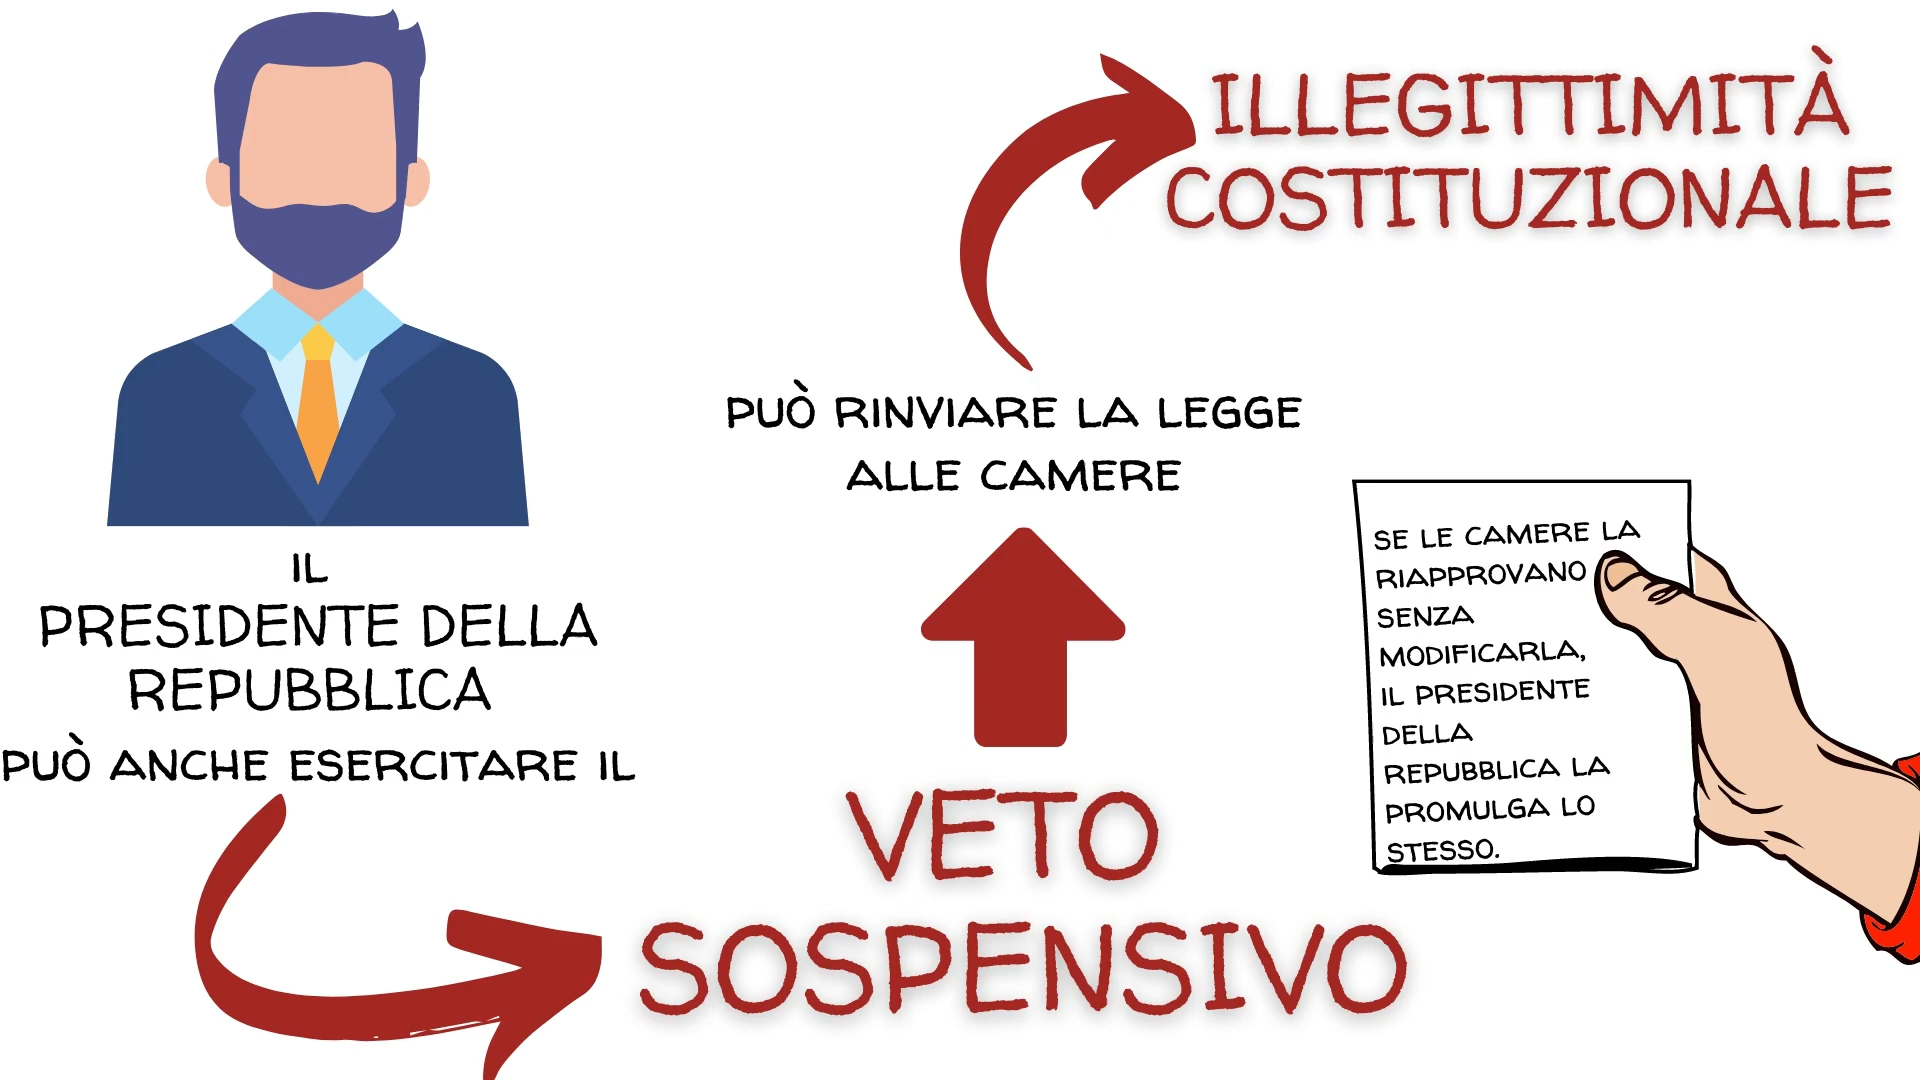 IL
PRESIDENTE DELLA
REPUBBLICA
PUÒ ANCHE ESERCITARE IL
VETO
SOSPENSIVO
PUÒ RINVIARE LA LEGGE
ALLE CAMERE
ILLEGITTIMITÀ
COSTITUZIONALE
SE LE CAMERE LA
RIAPPROVANO
SENZA
MODIFICARLA,
IL PRESIDENTE
DELLA
REPUBBLICA LA
PROMULGA LO
STESSO.